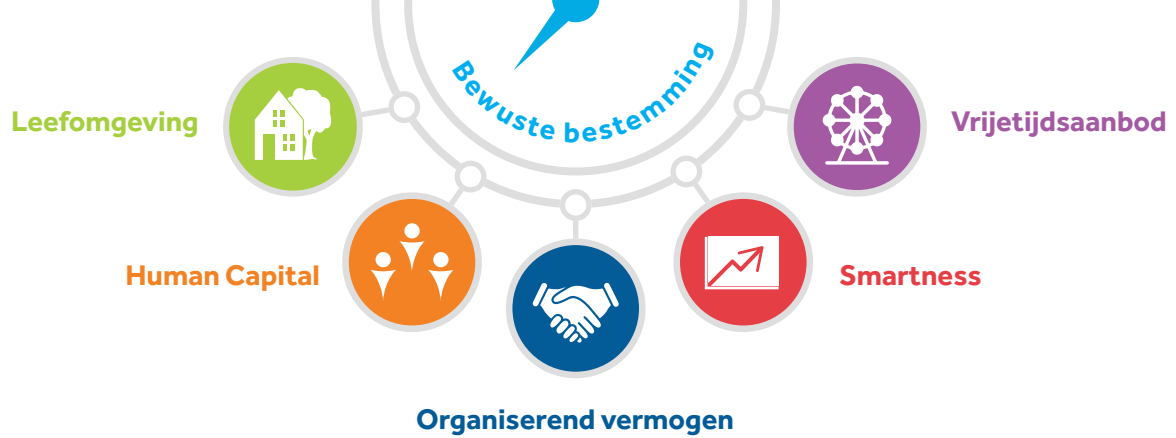 Bewuste bestemming
Leefomgeving
Vrijetijdsaanbod
Human Capital
Smartness
Organiserend vermogen